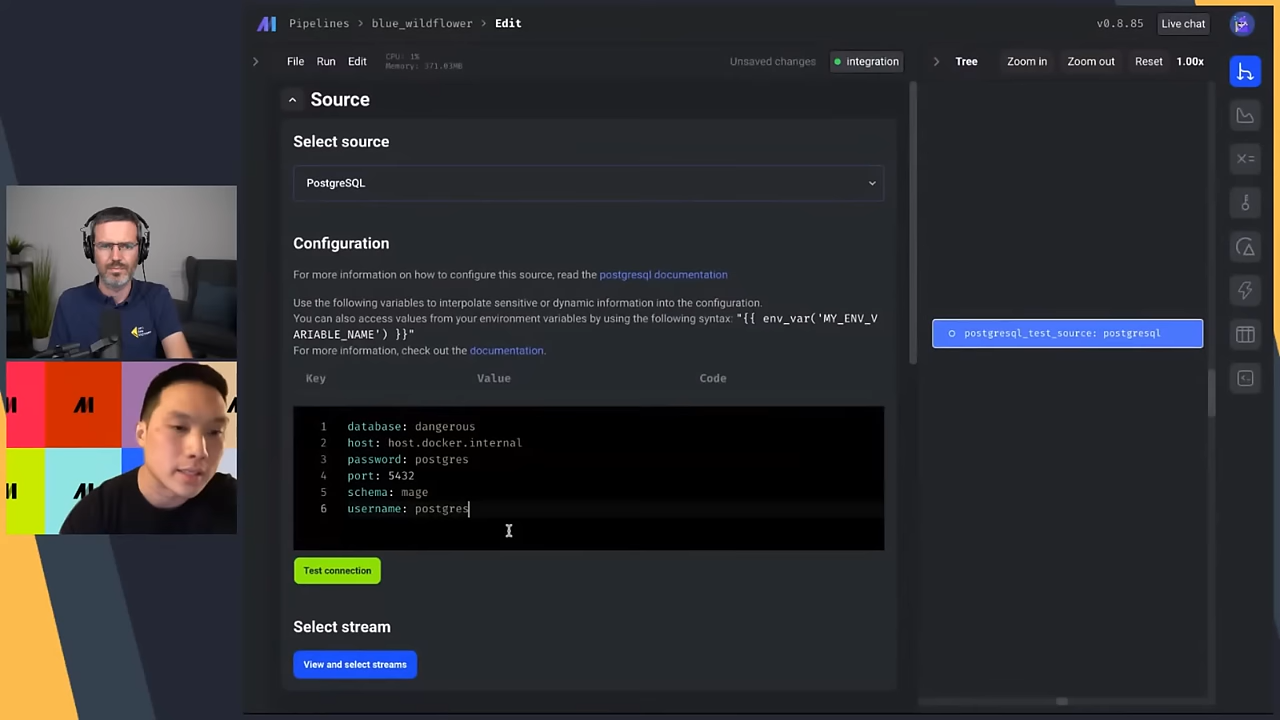 Pipelines > blue_wildflower > Edit
v0.8.85
Live chat
File Run Edit
CPU: 1%
Memory: 371.03MB
Unsaved changes
integration
Tree
Zoom in
Zoom out
Reset
1.00x
Source
Select source
PostgreSQL
Configuration
For more information on how to configure this source, read the postgresql documentation
Use the following variables to interpolate sensitive or dynamic information into the configuration.
You can also access values from your environment variables by using the following syntax: "{{ env_var('MY_ENV_V
ARIABLE_NAME') }}"
For more information, check out the documentation.
Key Value Code
1 database: dangerous
2 host: host.docker.internal
3 password: postgres
4 port: 5432
5 schema: mage
6 username: postgres
Test connection
Select stream
View and select streams
postgresql_test_source: postgresql